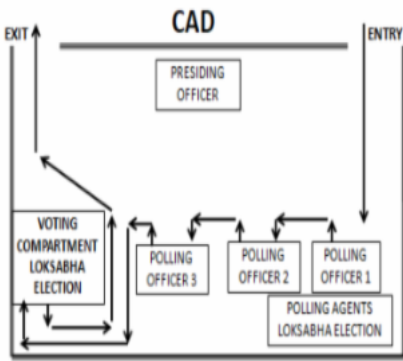 CAD
EXIT
ENTRY
PRESIDING
OFFICER
VOTING
COMPARTMENT
LOKSABHA
ELECTION
POLLING
OFFICER 3
POLLING
OFFICER 2
POLLING
OFFICER 1
POLLING AGENTS
LOKSABHA ELECTION